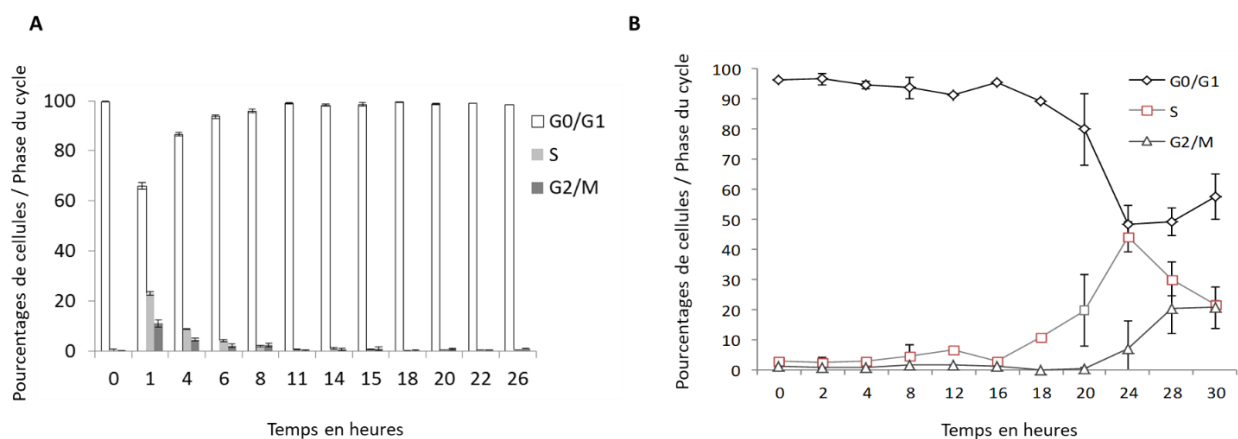 A
Pourcentages de cellules / Phase du cycle
100
80
60
40
20
0
G0/G1
S
G2/M
0 1 4 6 8 11 14 15 18 20 22 26
Temps en heures
B
Pourcentages de cellules / Phase du cycle
100
90
80
70
60
50
40
30
20
10
0
G0/G1
S
G2/M
0 2 4 8 12 16 18 20 24 28 30
Temps en heures